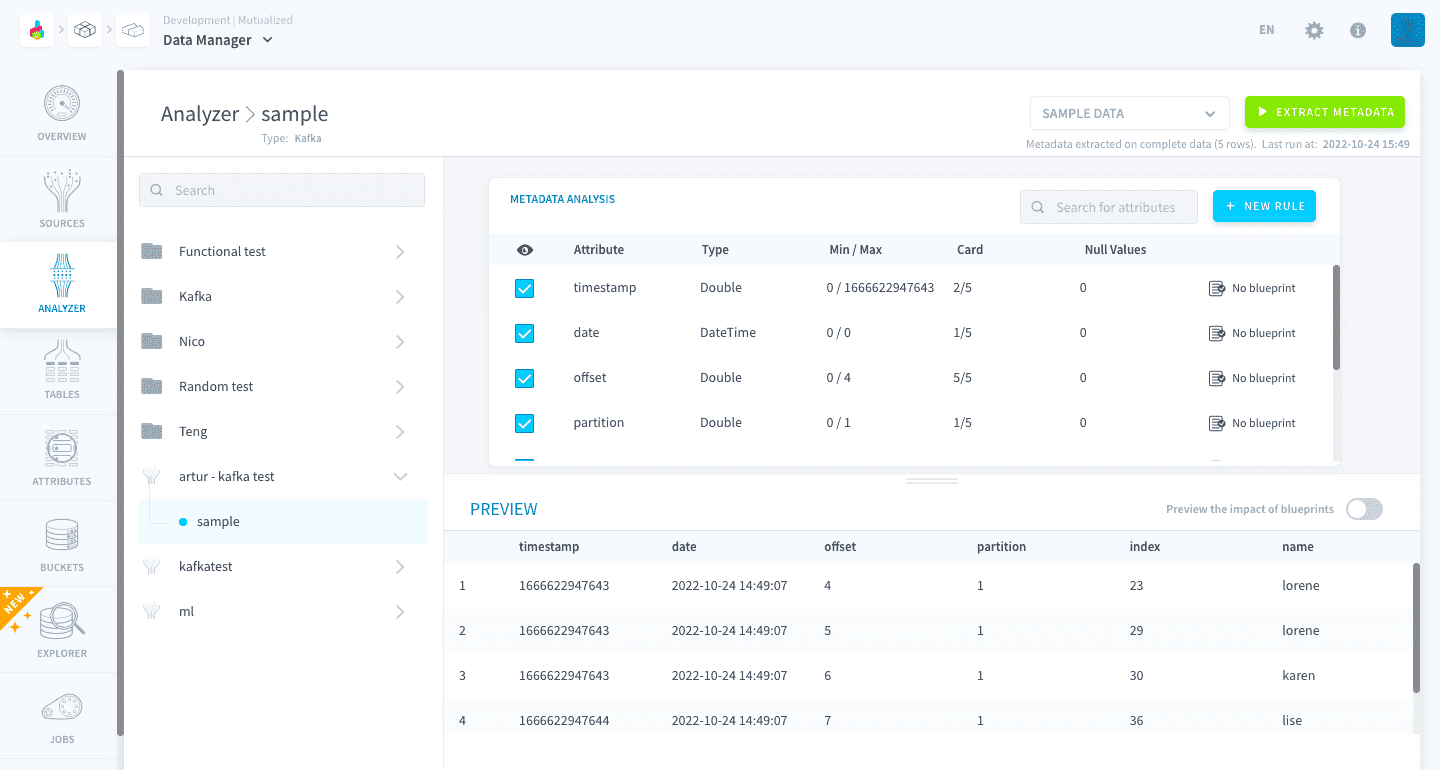 Development | Mutualized
Data Manager
EN
OVERVIEW
SOURCES
ANALYZER
TABLES
ATTRIBUTES
BUCKETS
NEW
EXPLORER
JOBS
Analyzer > sample
Type: Kafka
SAMPLE DATA
EXTRACT METADATA
Metadata extracted on complete data (5 rows). Last run at: 2022-10-24 15:49
Search
Functional test
Kafka
Nico
Random test
Teng
artur - kafka test
sample
kafkatest
ml
METADATA ANALYSIS
Search for attributes
+ NEW RULE
Attribute Type Min / Max Card Null Values
timestamp Double 0 / 1666622947643 2/5 0 No blueprint
date DateTime 0 / 0 1/5 0 No blueprint
offset Double 0 / 4 5/5 0 No blueprint
partition Double 0 / 1 1/5 0 No blueprint
PREVIEW
Preview the impact of blueprints
timestamp date offset partition index name
1 1666622947643 2022-10-24 14:49:07 4 1 23 lorene
2 1666622947643 2022-10-24 14:49:07 5 1 29 lorene
3 1666622947643 2022-10-24 14:49:07 6 1 30 karen
4 1666622947644 2022-10-24 14:49:07 7 1 36 lise